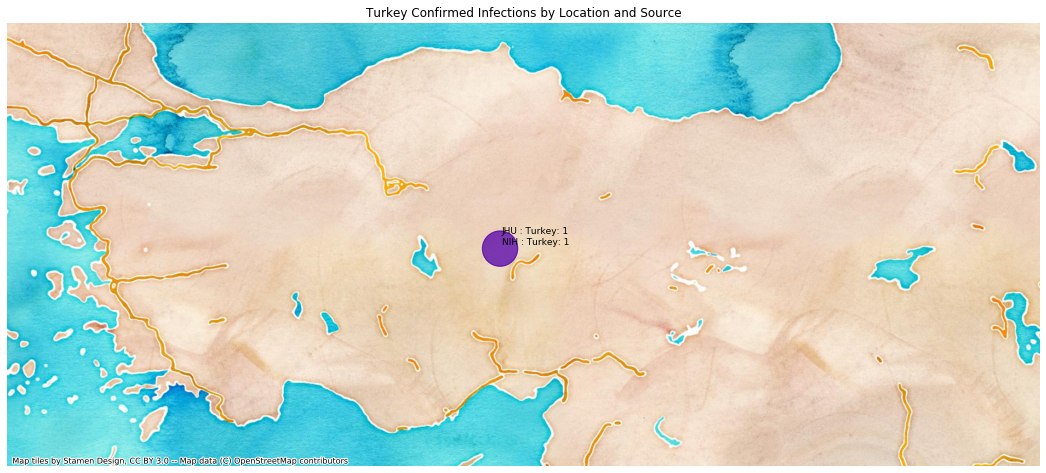 Turkey Confirmed Infections by Location and Source
JHU : Turkey: 1
NIH : Turkey: 1
Map tiles by Stamen Design, CC BY 3.0 -- Map data (C) OpenStreetMap contributors